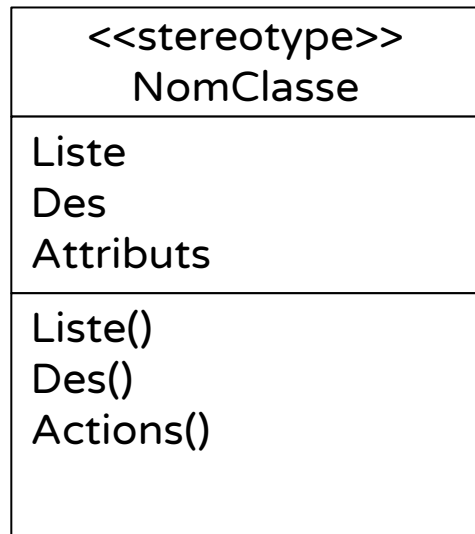 <<stereotype>>
NomClasse
Liste
Des
Attributs
Liste()
Des()
Actions()